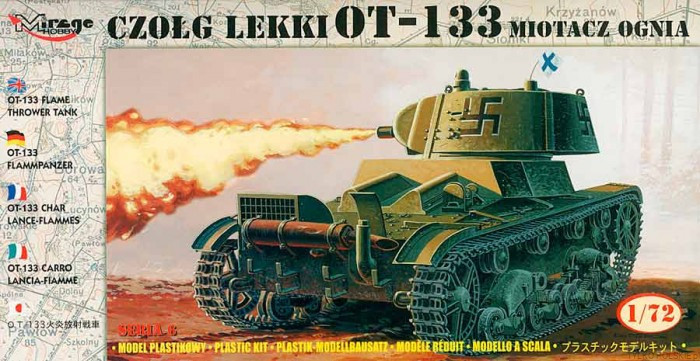 Mirage
HOBBY
CZOŁG LEKKI OT-133 MIOTACZ OGNIA
Krzyżanów
OT-133 FLAME
THROWER TANK
OT-133
FLAMMPANZER
OT-133 CHAR
LANCE-FLAMMES
OT-133 CARRO
LANCIA-FIAMME
OT-133火炎放射戦車
SERIA 6
1/72
• MODEL PLASTIKOWY • PLASTIC KIT • PLASTIK-MODELLBAUSATZ • MODÈLE RÉDUIT • MODELLO A SCALA • プラスチックモデルキット •